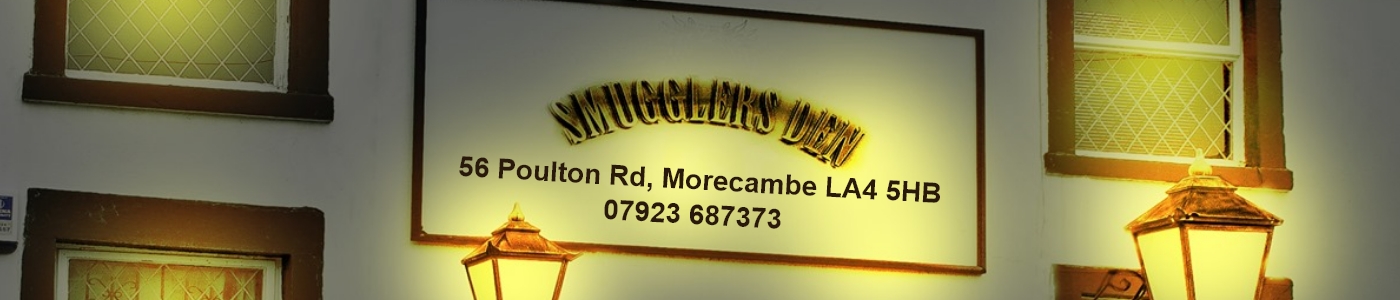 SMUGGLERS DEN
56 Poulton Rd, Morecambe LA4 5HB
07923 687373